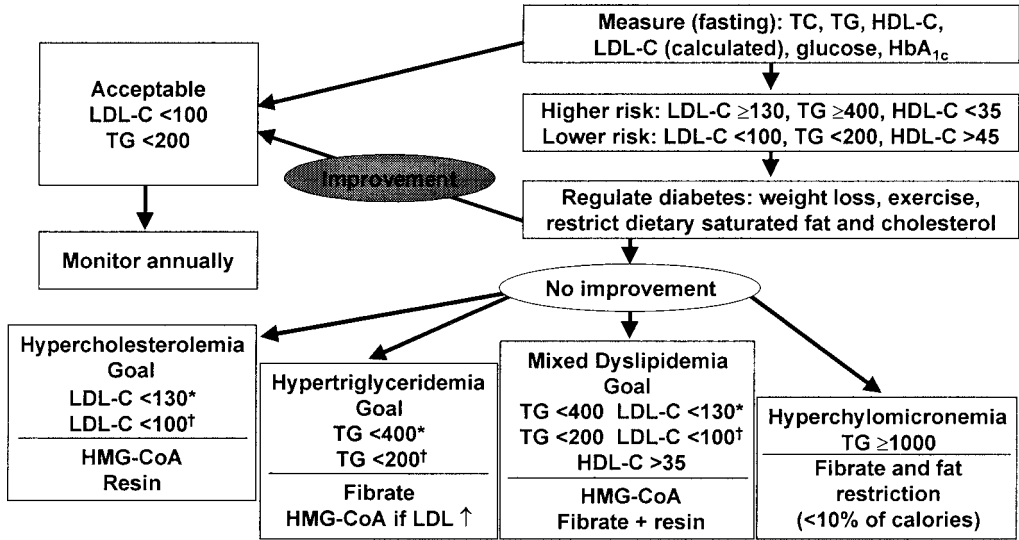 Measure (fasting): TC, TG, HDL-C,
LDL-C (calculated), glucose, HbA1c
Acceptable
LDL-C <100
TG <200
Higher risk: LDL-C ≥130, TG ≥400, HDL-C <35
Lower risk: LDL-C <100, TG <200, HDL-C >45
Improvement
Regulate diabetes: weight loss, exercise,
restrict dietary saturated fat and cholesterol
Monitor annually
No improvement
Hypercholesterolemia
Goal
LDL-C <130*
LDL-C <100†
HMG-CoA
Resin
Hypertriglyceridemia
Goal
TG <400*
TG <200†
Fibrate
HMG-CoA if LDL ↑
Mixed Dyslipidemia
Goal
TG <400 LDL-C <130*
TG <200 LDL-C <100†
HDL-C >35
HMG-CoA
Fibrate + resin
Hyperchylomicronemia
TG ≥1000
Fibrate and fat
restriction
(<10% of calories)